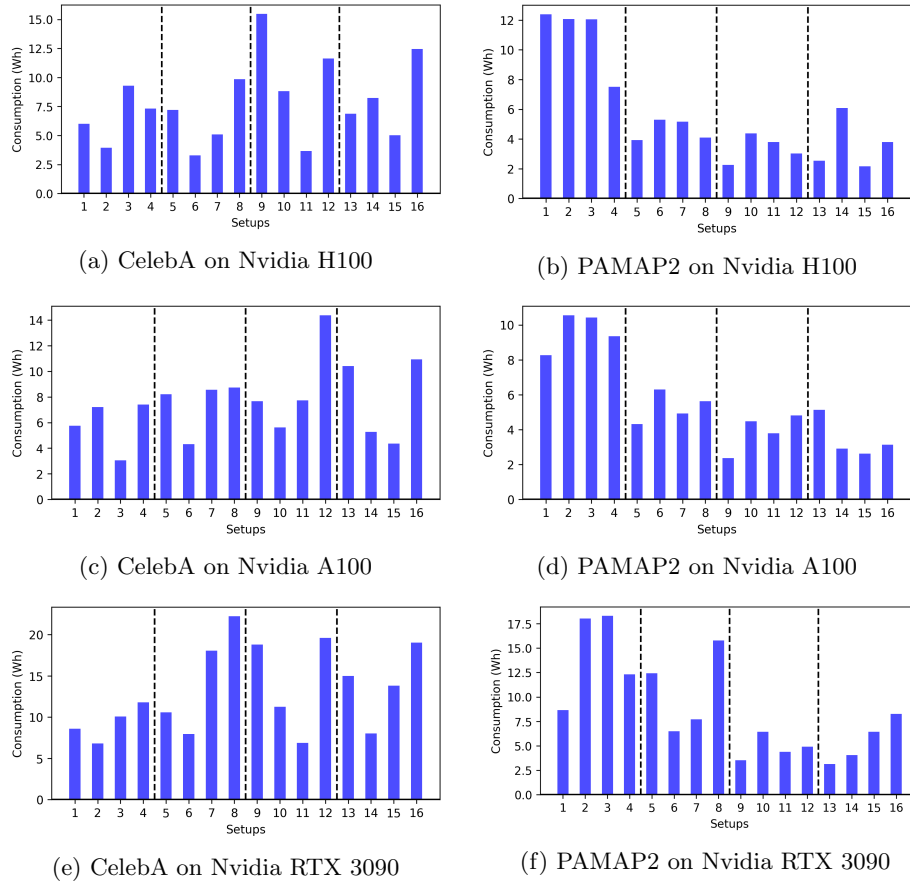 15.0
12.5
10.0
7.5
5.0
2.5
0.0
Consumption (Wh)
1 2 3 4 5 6 7 8 9 10 11 12 13 14 15 16
Setups
(a) CelebA on Nvidia H100
12
10
8
6
4
2
0
Consumption (Wh)
1 2 3 4 5 6 7 8 9 10 11 12 13 14 15 16
Setups
(b) PAMAP2 on Nvidia H100
14
12
10
8
6
4
2
0
Consumption (Wh)
1 2 3 4 5 6 7 8 9 10 11 12 13 14 15 16
Setups
(c) CelebA on Nvidia A100
10
8
6
4
2
0
Consumption (Wh)
1 2 3 4 5 6 7 8 9 10 11 12 13 14 15 16
Setups
(d) PAMAP2 on Nvidia A100
20
15
10
5
0
Consumption (Wh)
1 2 3 4 5 6 7 8 9 10 11 12 13 14 15 16
Setups
(e) CelebA on Nvidia RTX 3090
17.5
15.0
12.5
10.0
7.5
5.0
2.5
0.0
Consumption (Wh)
1 2 3 4 5 6 7 8 9 10 11 12 13 14 15 16
Setups
(f) PAMAP2 on Nvidia RTX 3090